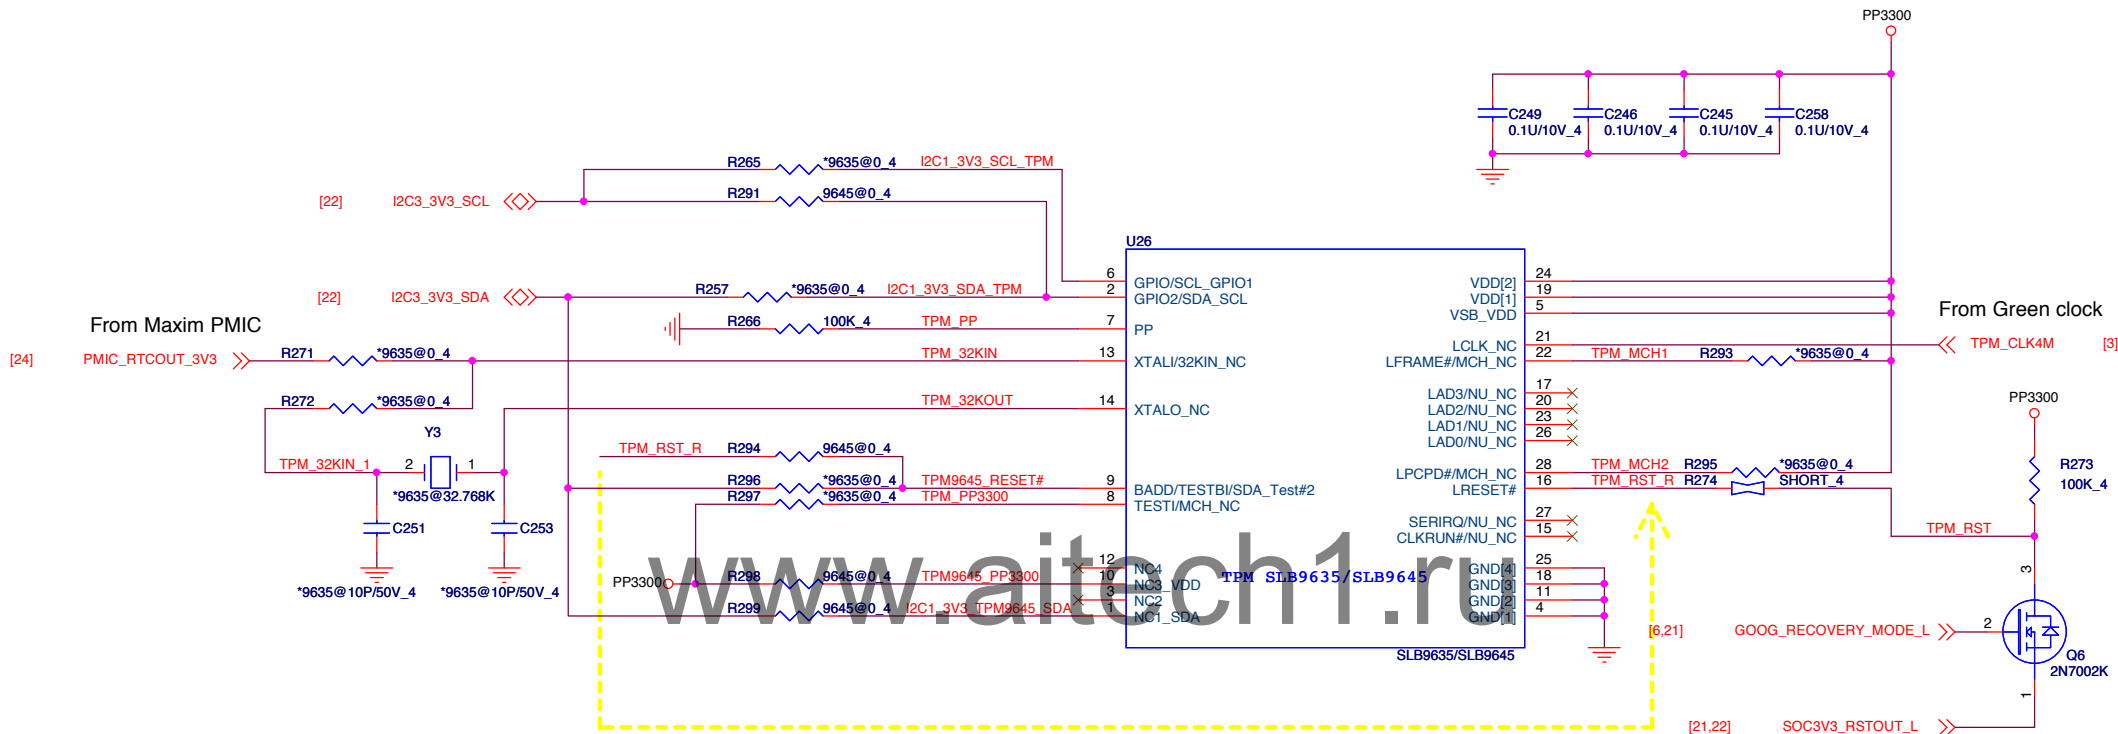 PP3300
C249 C246 C245 C258
0.1U/10V_4 0.1U/10V_4 0.1U/10V_4 0.1U/10V_4
R265 *9635@0_4 I2C1_3V3_SCL_TPM
[22] I2C3_3V3_SCL R291 9645@0_4
U26
6 GPIO/SCL_GPIO1 VDD[2] 24
[22] I2C3_3V3_SDA R257 *9635@0_4 I2C1_3V3_SDA_TPM 2 GPIO2/SDA_SCL VDD[1] 19
VSB_VDD 5
From Green clock
R266 100K_4 TPM_PP 7 PP
From Maxim PMIC
LCLK_NC 21 TPM_CLK4M [3]
[24] PMIC_RTCOUT_3V3 R271 *9635@0_4 TPM_32KIN 13 XTALI/32KIN_NC LFRAME#/MCH_NC 22 TPM_MCH1 R293 *9635@0_4
LAD3/NU_NC 17
R272 *9635@0_4 TPM_32KOUT 14 XTALO_NC LAD2/NU_NC 20
PP3300
LAD1/NU_NC 23
LAD0/NU_NC 26
Y3
TPM_RST_R R294 9645@0_4
TPM_32KIN_1 2 1
*9635@32.768K
LPCPD#/MCH_NC 28 TPM_MCH2 R295 *9635@0_4
R273
100K_4
R296 *9635@0_4 TPM9645_RESET# 9 BADD/TESTBI/SDA_Test#2 LRESET# 16 TPM_RST_R R274 SHORT_4
R297 *9635@0_4 TPM_PP3300 8 TESTI/MCH_NC
SERIRQ/NU_NC 27
C251 C253
CLKRUN#/NU_NC 15
TPM_RST
www.aitech1.ru
12 NC4 GND[4] 25
PP3300 R298 9645@0_4 TPM9645_PP3300 10 NC3_VDD TPM SLB9635/SLB9645 GND[3] 18
*9635@10P/50V_4 *9635@10P/50V_4
3 NC2 GND[2] 11
R299 9645@0_4 I2C1_3V3_TPM9645_SDA 1 NC1_SDA GND[1] 4
3
[6,21] GOOG_RECOVERY_MODE_L 2
SLB9635/SLB9645
Q6
2N7002K
1
[21,22] SOC3V3_RSTOUT_L